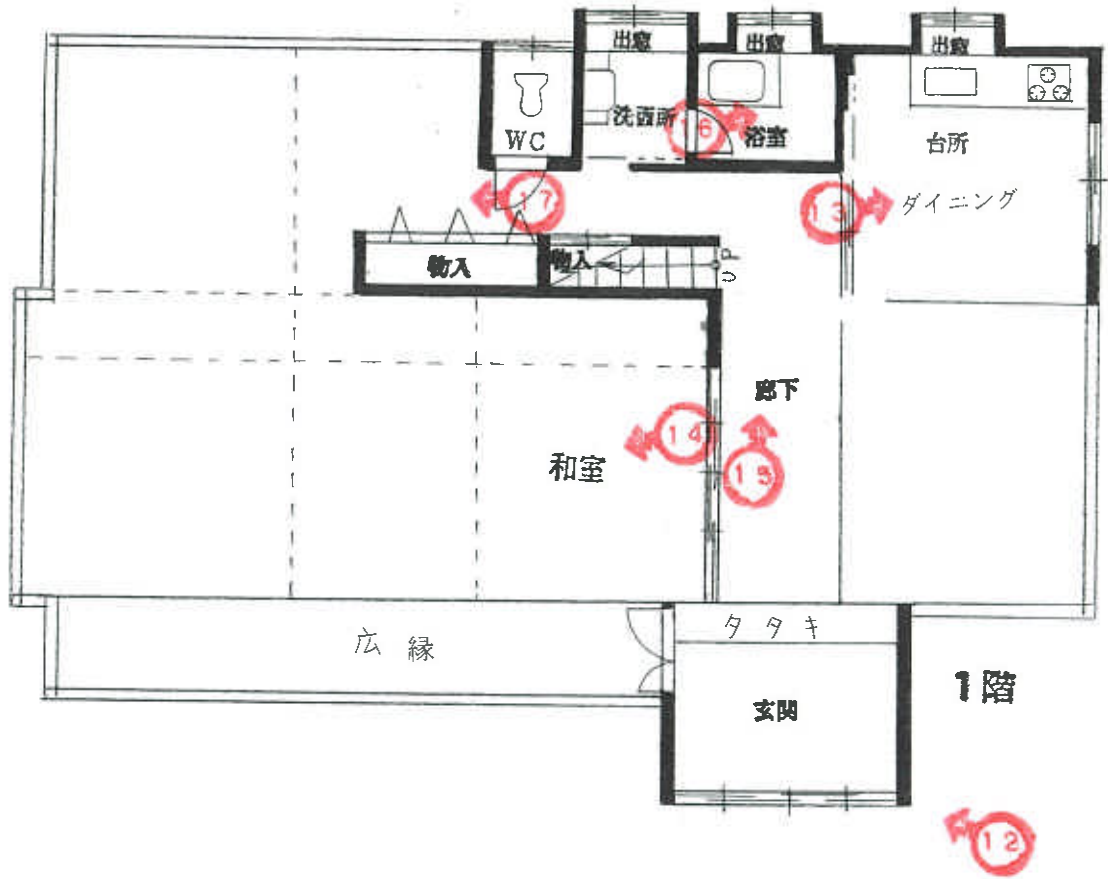 出窓
出窓
出窓
洗面所
16
浴室
台所
WC
17
13
ダイニング
物入
物入
UP
廊下
14
15
和室
広縁
タタキ
玄関
1階
12